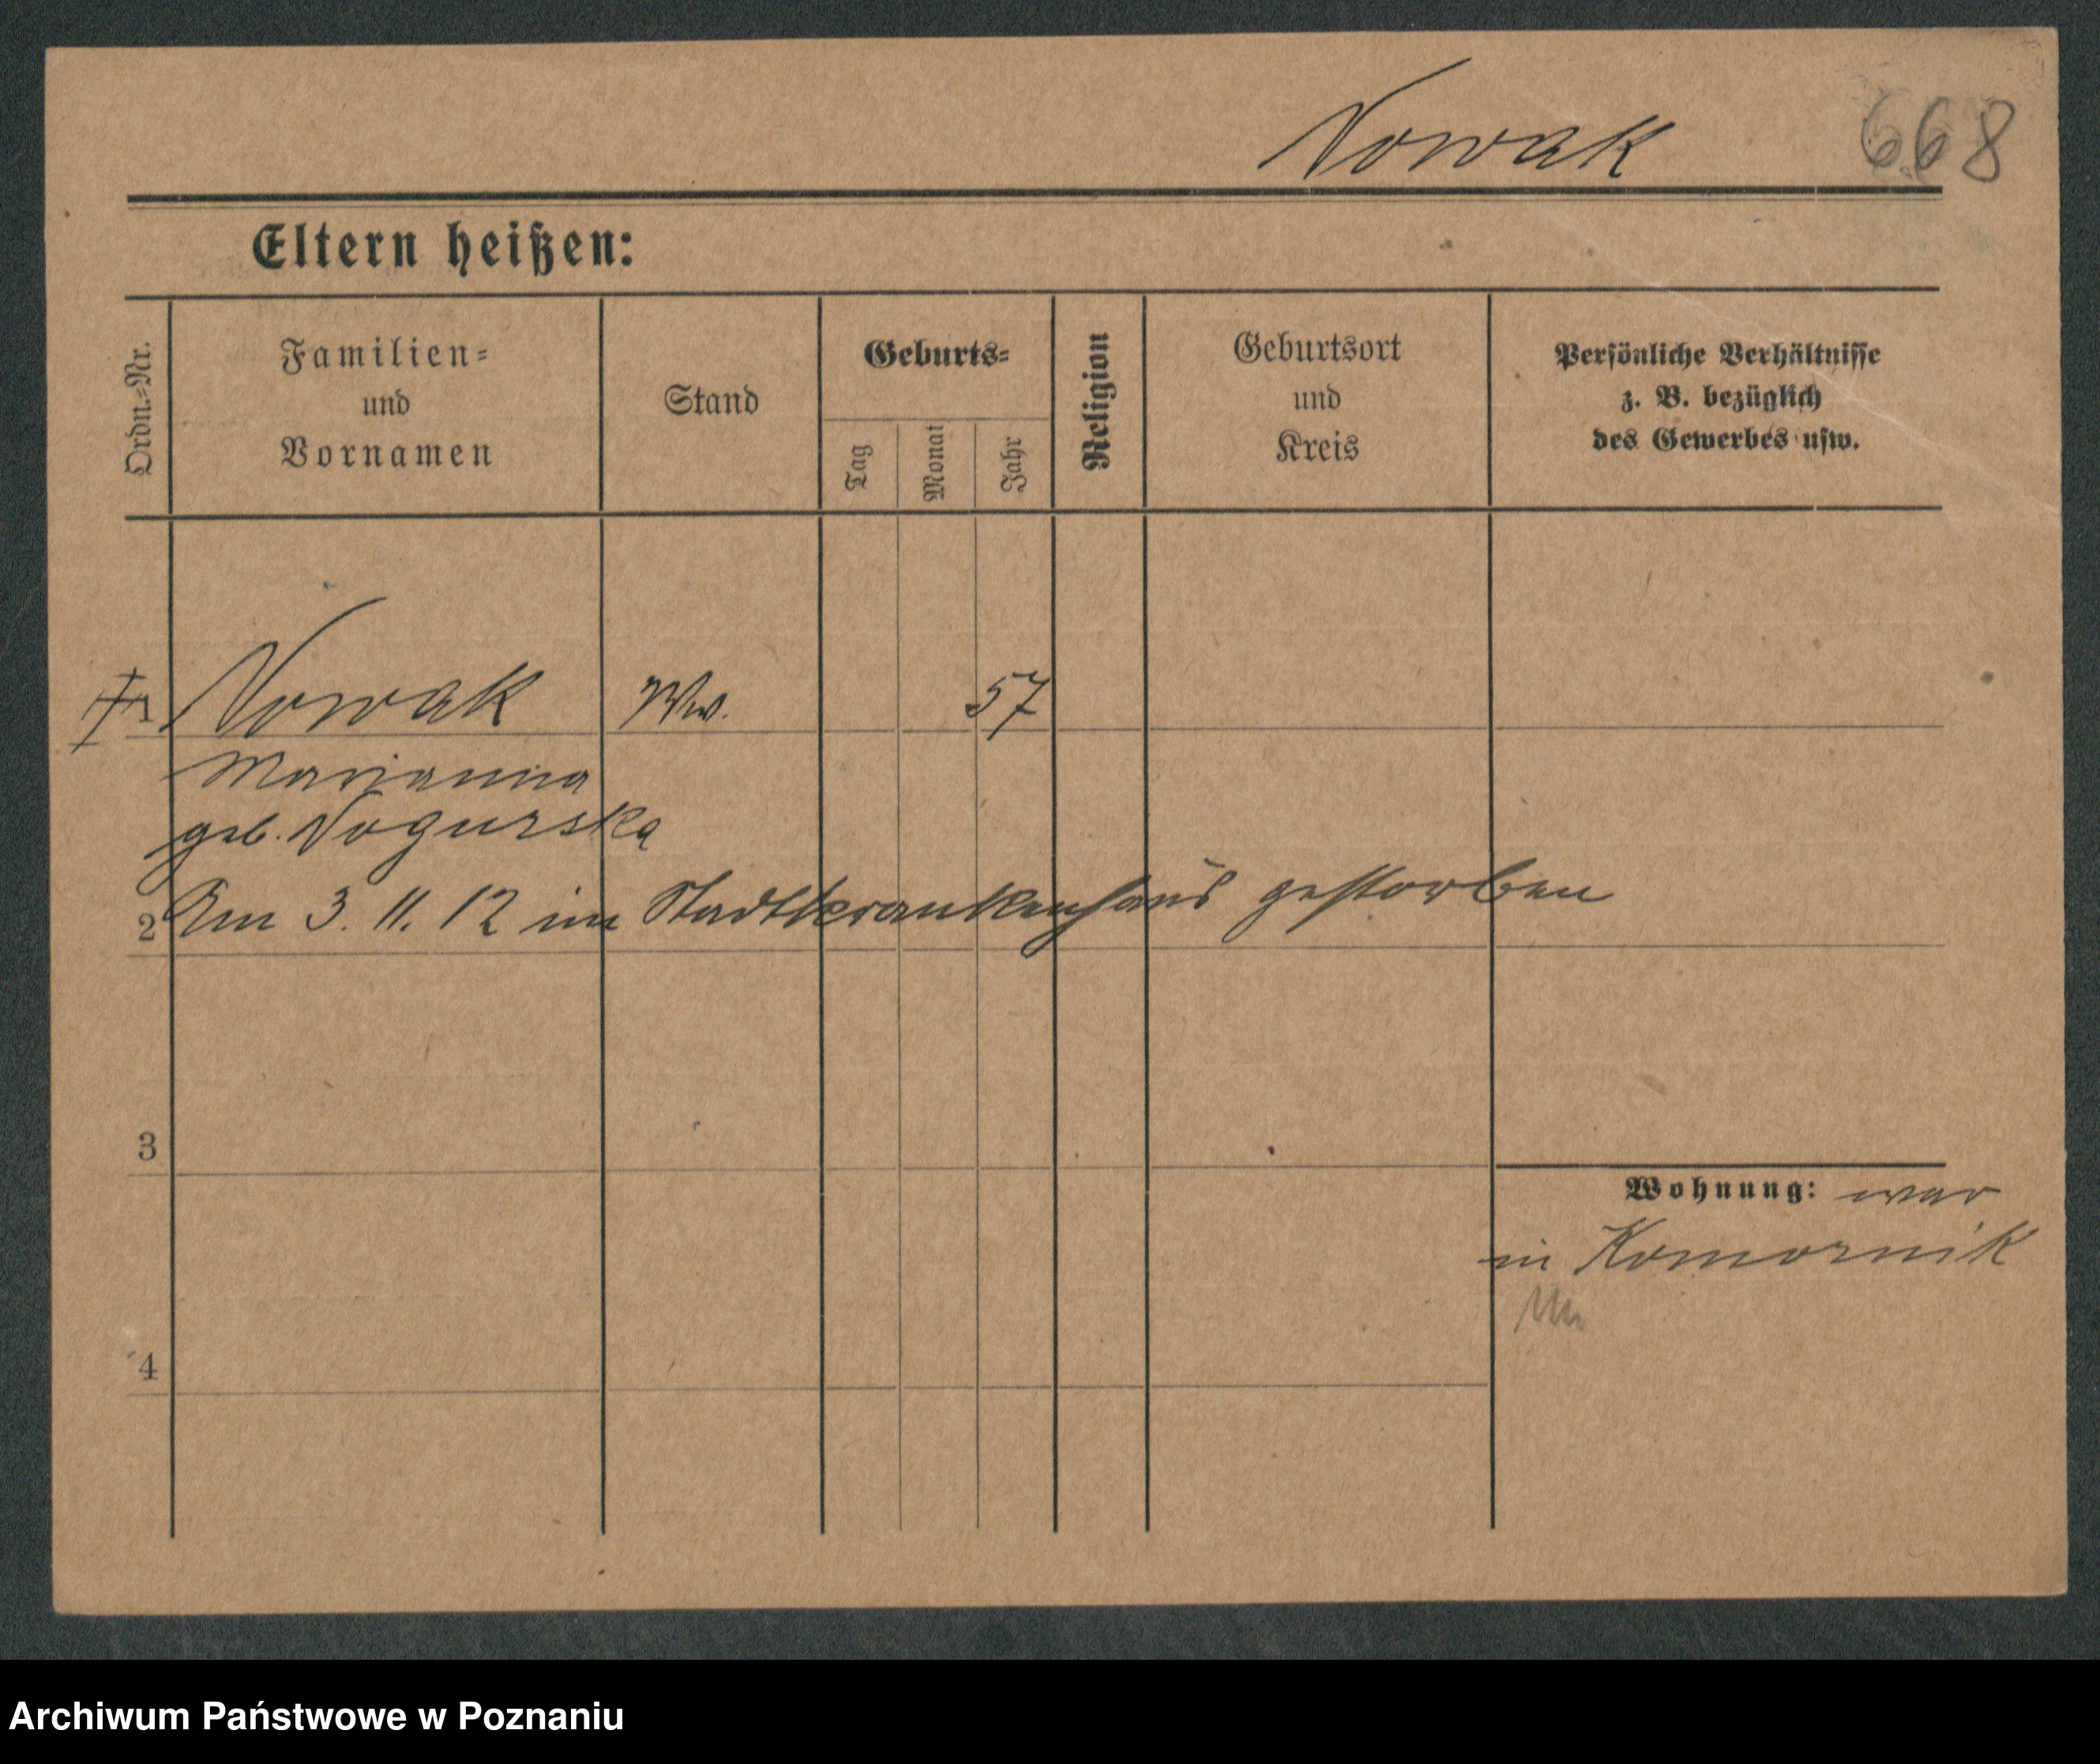 Nowak 668
Eltern heißen:
Ordn.=Nr.
Familien=
und
Vornamen
Stand
Geburts=
Tag
Monat
Jahr
Religion
Geburtsort
und
Kreis
Persönliche Verhältnisse
z. B. bezüglich
des Gewerbes usw.
1 Nowak Ww. 57
Marianna
geb. Nogurska
2 Am 3. 11. 12 im Stadtkrankenhaus gestorben
3
Wohnung: war
in Komornik
4
Archiwum Państwowe w Poznaniu